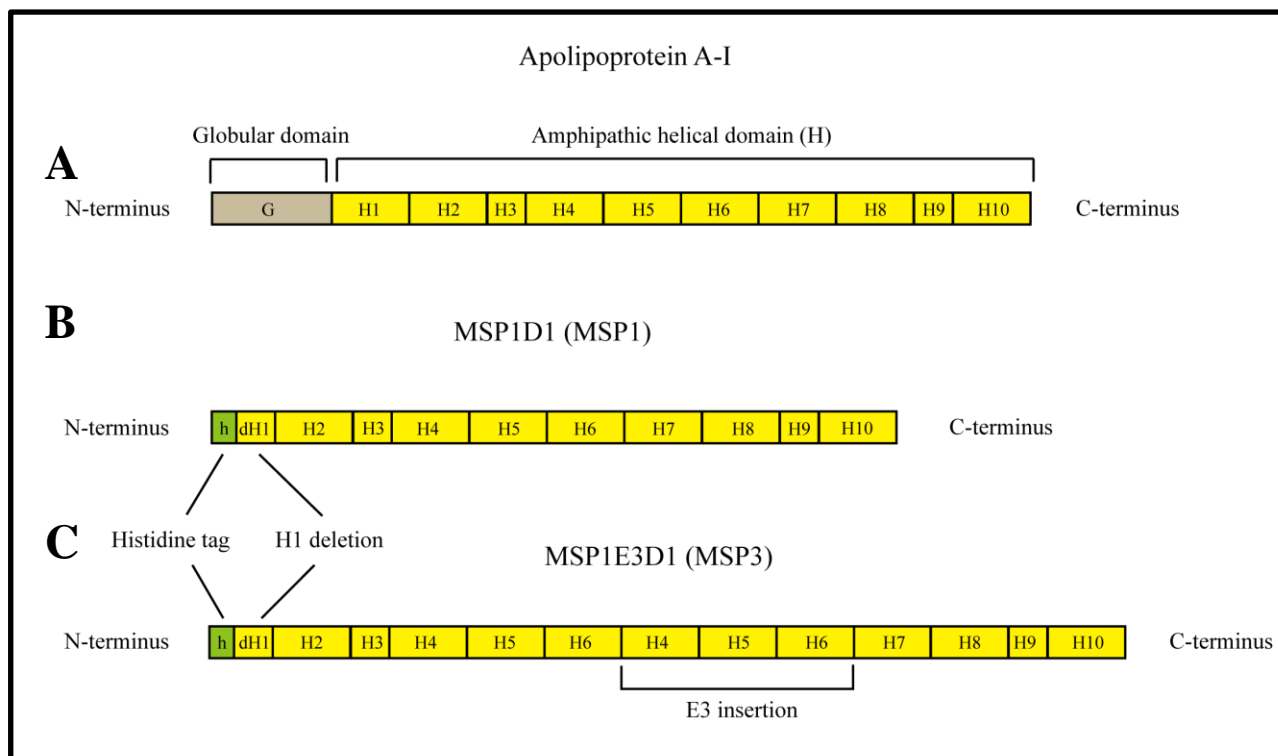 Apolipoprotein A-I
Globular domain Amphipathic helical domain (H)
A
N-terminus G H1 H2 H3 H4 H5 H6 H7 H8 H9 H10 C-terminus
B
MSP1D1 (MSP1)
N-terminus h dH1 H2 H3 H4 H5 H6 H7 H8 H9 H10 C-terminus
C
Histidine tag H1 deletion
MSP1E3D1 (MSP3)
N-terminus h dH1 H2 H3 H4 H5 H6 H4 H5 H6 H7 H8 H9 H10 C-terminus
E3 insertion